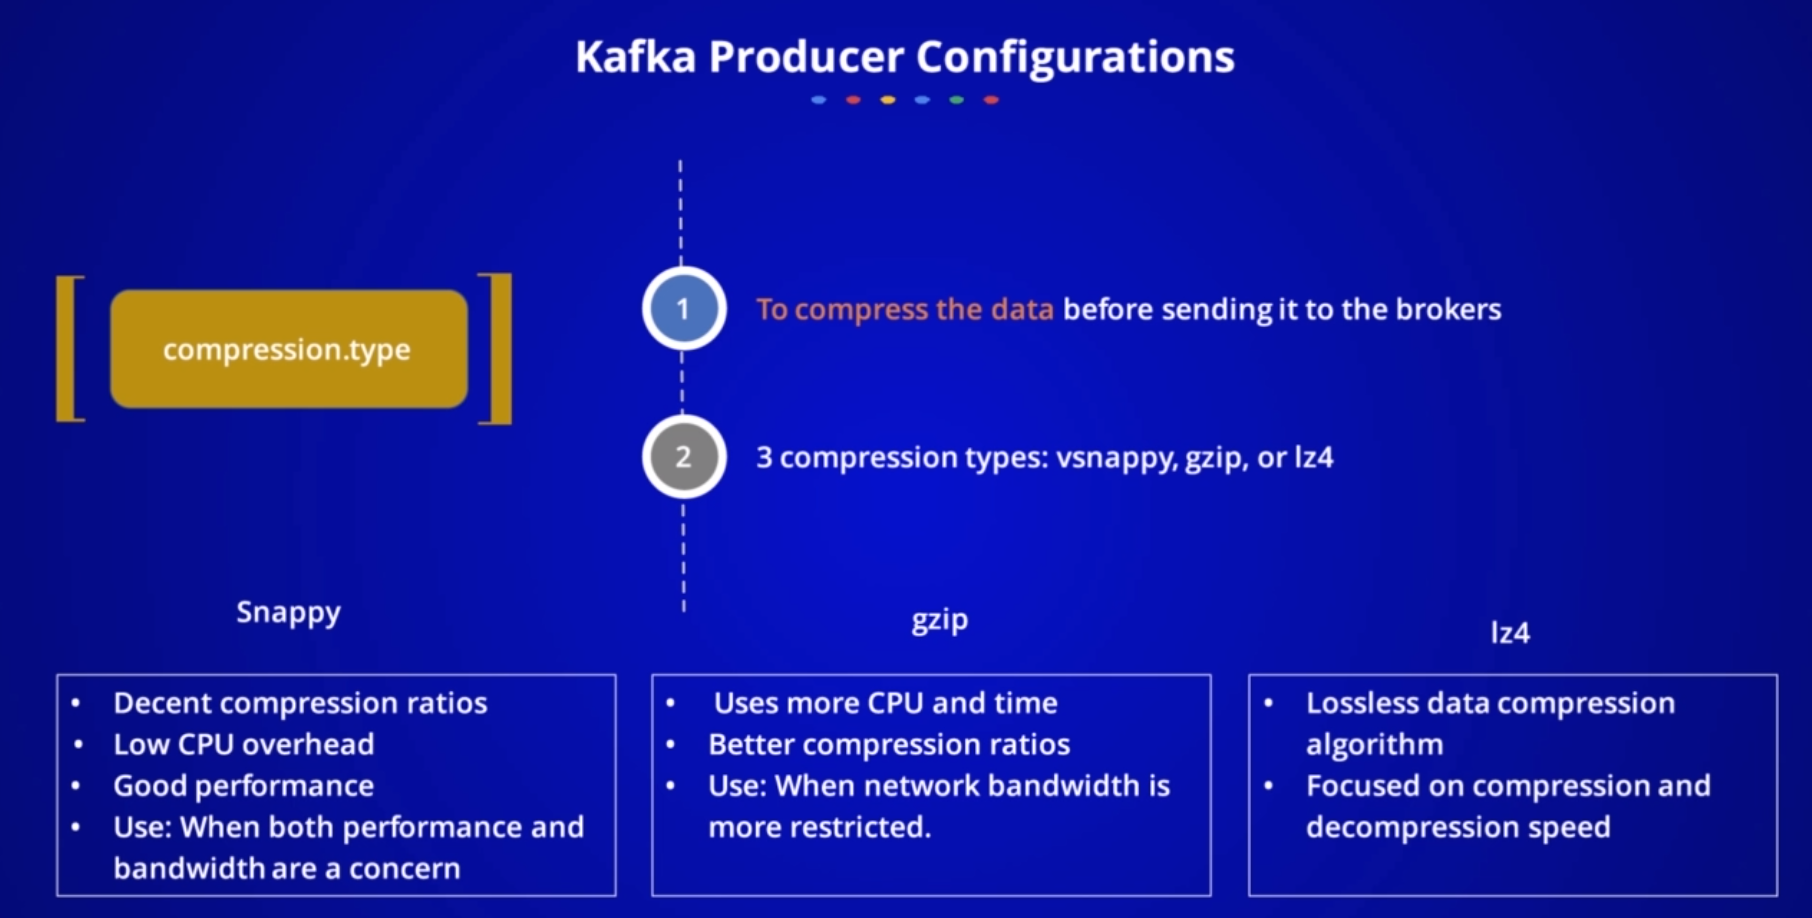 Kafka Producer Configurations
compression.type
1
To compress the data before sending it to the brokers
2
3 compression types: vsnappy, gzip, or lz4
Snappy
• Decent compression ratios
• Low CPU overhead
• Good performance
• Use: When both performance and
bandwidth are a concern
gzip
• Uses more CPU and time
• Better compression ratios
• Use: When network bandwidth is
more restricted.
lz4
• Lossless data compression
algorithm
• Focused on compression and
decompression speed